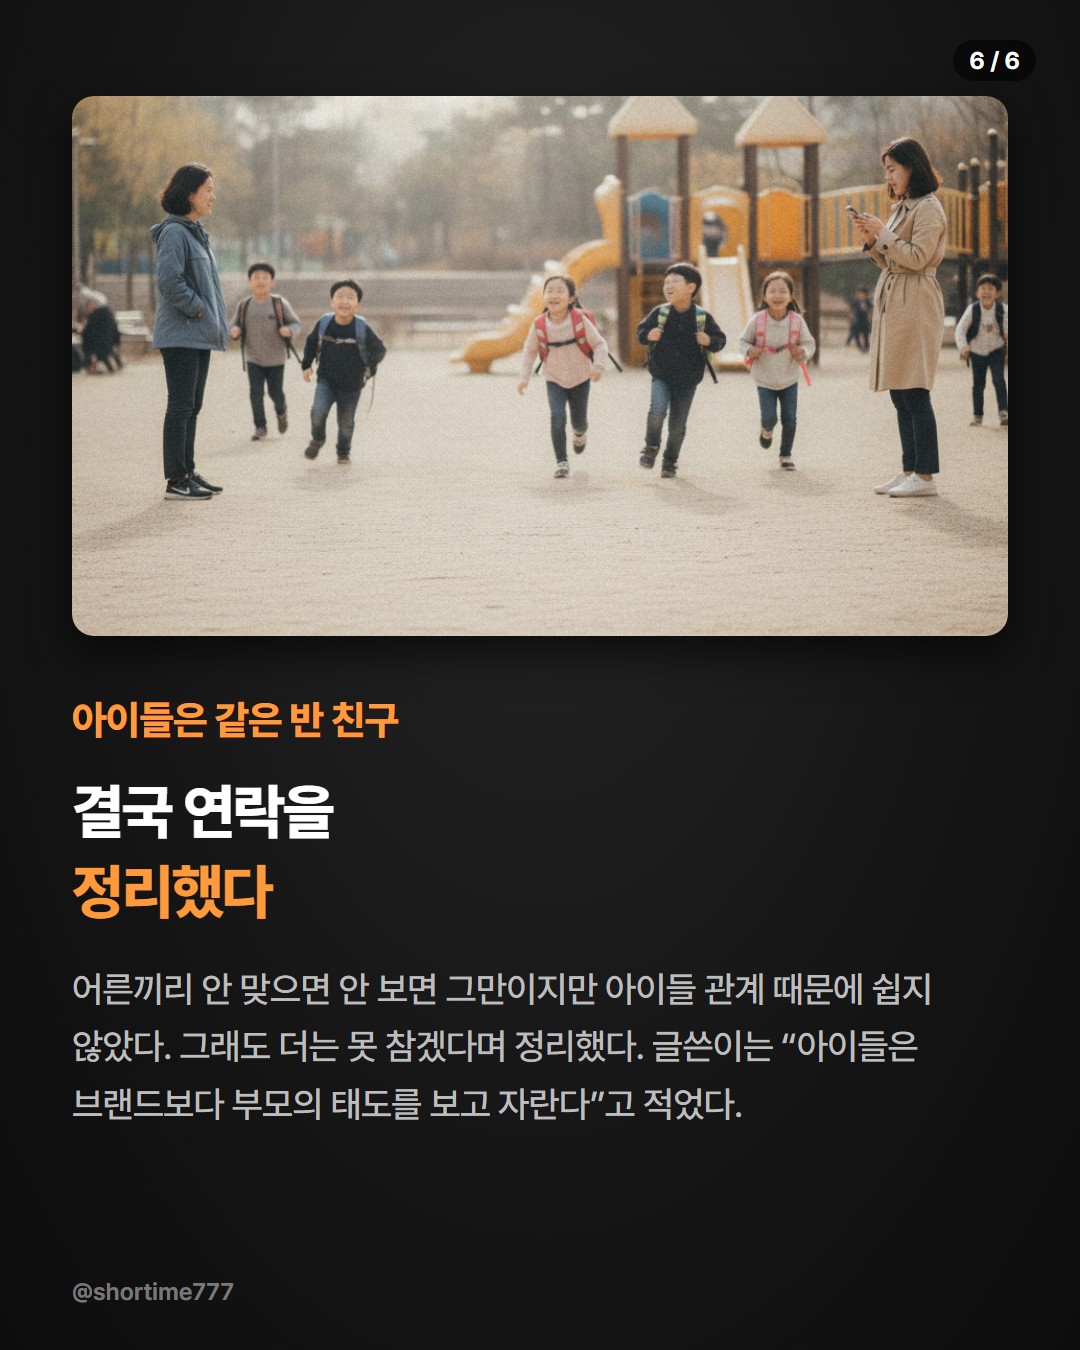 6 / 6
아이들은 같은 반 친구
결국 연락을
정리했다
어른끼리 안 맞으면 안 보면 그만이지만 아이들 관계 때문에 쉽지
않았다. 그래도 더는 못 참겠다며 정리했다. 글쓴이는 “아이들은
브랜드보다 부모의 태도를 보고 자란다”고 적었다.
@shortime777